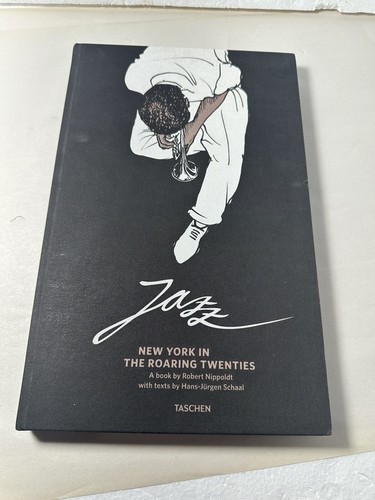 Jazz
NEW YORK IN
THE ROARING TWENTIES
A book by Robert Nippoldt
with texts by Hans-Jürgen Schaal
TASCHEN